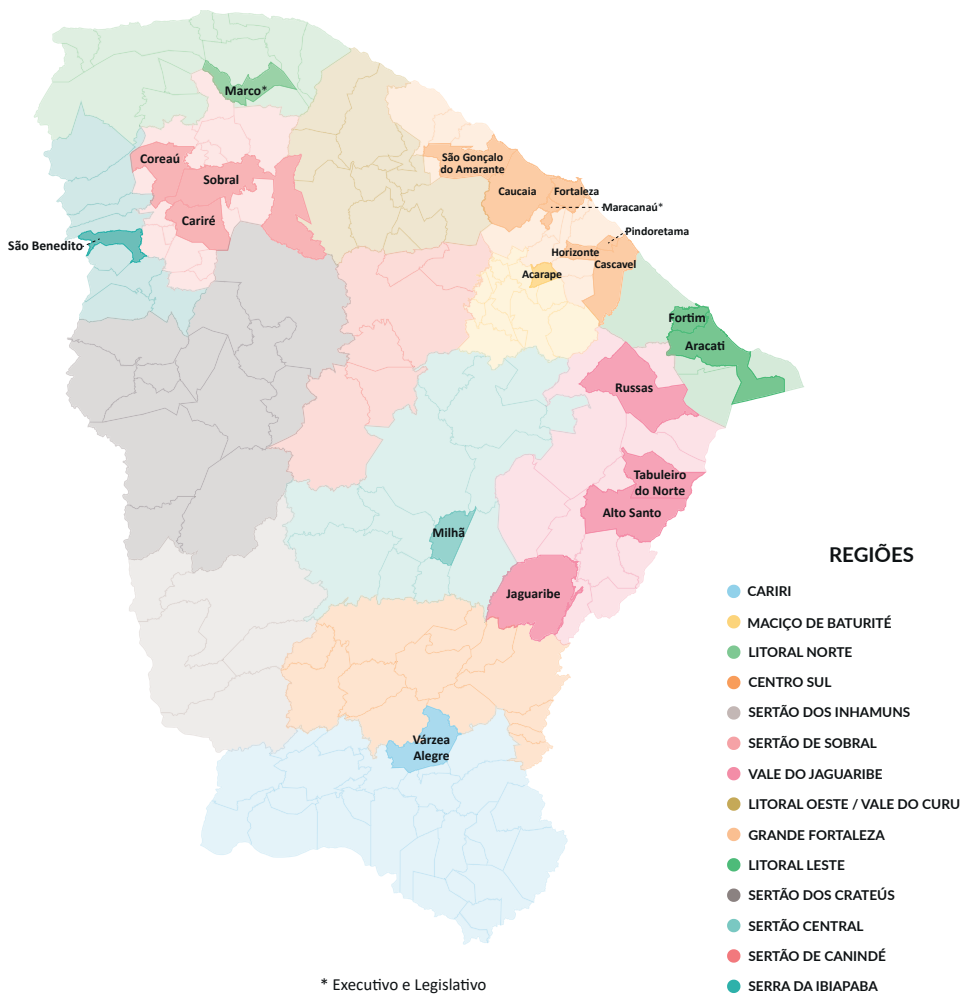 Marco*
Coreaú
Sobral
Cariré
São Benedito
São Gonçalo
do Amarante
Caucaia
Fortaleza
Maracanaú*
Pindoretama
Horizonte
Cascavel
Acarape
Fortim
Aracati
Russas
Tabuleiro
do Norte
Alto Santo
Milhã
Jaguaribe
Várzea
Alegre
REGIÕES
CARIRI
MACIÇO DE BATURITÉ
LITORAL NORTE
CENTRO SUL
SERTÃO DOS INHAMUNS
SERTÃO DE SOBRAL
VALE DO JAGUARIBE
LITORAL OESTE / VALE DO CURU
GRANDE FORTALEZA
LITORAL LESTE
SERTÃO DOS CRATEÚS
SERTÃO CENTRAL
SERTÃO DE CANINDÉ
SERRA DA IBIAPABA
* Executivo e Legislativo